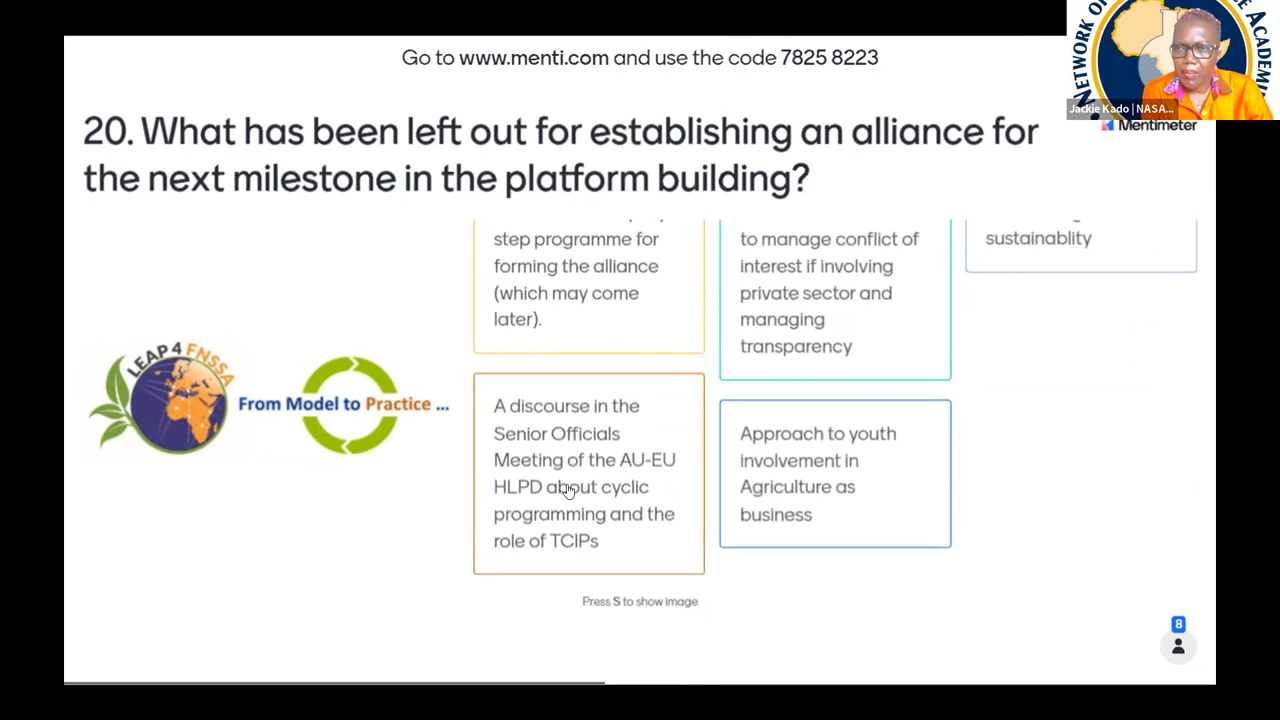 Go to www.menti.com and use the code 7825 8223
20. What has been left out for establishing an alliance for
the next milestone in the platform building?
Jackie Kado | NASA...
Mentimeter
NETWORK OF
ACADEMI
LEAP4FNSSA
From Model to Practice ...
step programme for
forming the alliance
(which may come
later).
A discourse in the
Senior Officials
Meeting of the AU-EU
HLPD about cyclic
programming and the
role of TCIPs
to manage conflict of
interest if involving
private sector and
managing
transparency
Approach to youth
involvement in
Agriculture as
business
sustainablity
Press S to show image
8